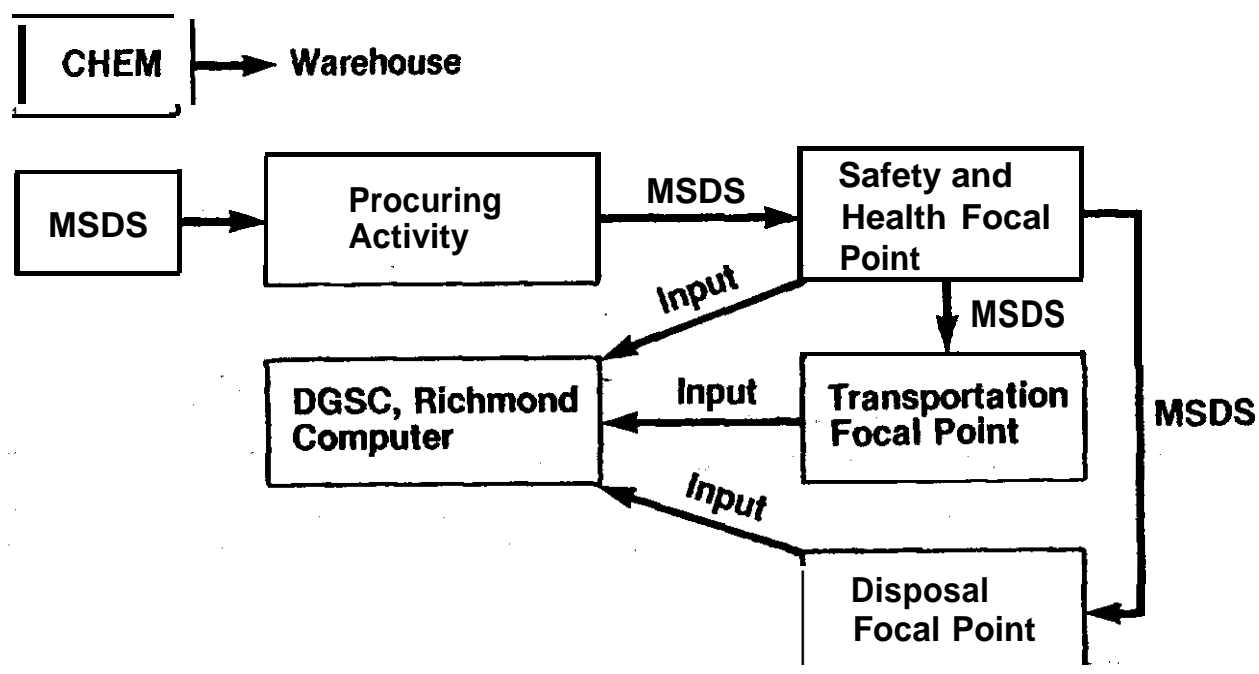 CHEM
Warehouse
MSDS
Procuring
Activity
MSDS
Safety and
Health Focal
Point
Input
MSDS
DGSC, Richmond
Computer
Input
Transportation
Focal Point
MSDS
Input
Disposal
Focal Point